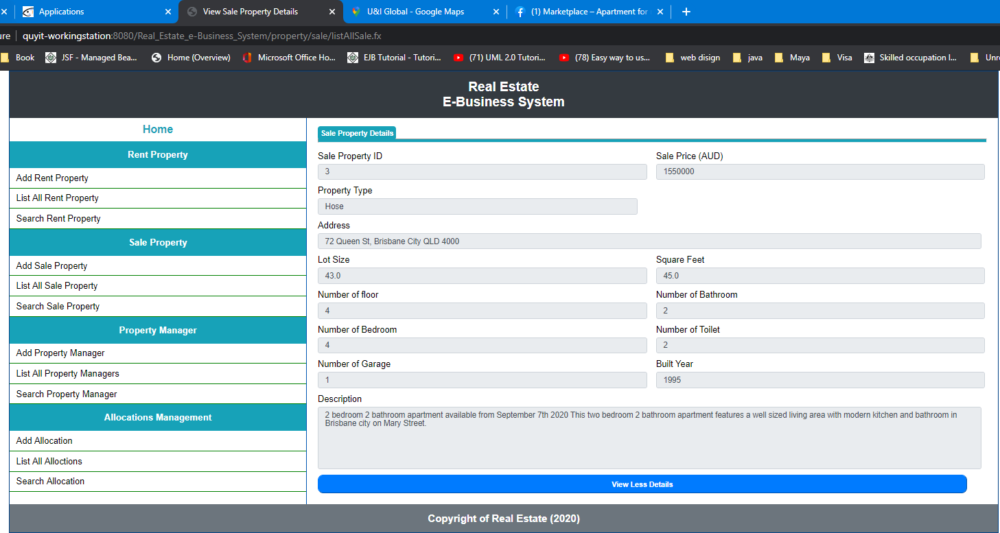 Applications
View Sale Property Details
U&I Global - Google Maps
(1) Marketplace – Apartment for
ure
quyit-workingstation:8080/Real_Estate_e-Business_System/property/sale/listAllSale.fx
Book
JSF - Managed Bea...
Home (Overview)
Microsoft Office Ho...
EJB Tutorial - Tutori...
(71) UML 2.0 Tutori...
(78) Easy way to us...
web disign
java
Maya
Visa
Skilled occupation l...
Unre
Real Estate
E-Business System
Home
Rent Property
Add Rent Property
List All Rent Property
Search Rent Property
Sale Property
Add Sale Property
List All Sale Property
Search Sale Property
Property Manager
Add Property Manager
List All Property Managers
Search Property Manager
Allocations Management
Add Allocation
List All Alloctions
Search Allocation
Sale Property Details
Sale Property ID
3
Sale Price (AUD)
1550000
Property Type
Hose
Address
72 Queen St, Brisbane City QLD 4000
Lot Size
43.0
Square Feet
45.0
Number of floor
4
Number of Bathroom
2
Number of Bedroom
4
Number of Toilet
2
Number of Garage
1
Built Year
1995
Description
2 bedroom 2 bathroom apartment available from September 7th 2020 This two bedroom 2 bathroom apartment features a well sized living area with modern kitchen and bathroom in
Brisbane city on Mary Street.
View Less Details
Copyright of Real Estate (2020)